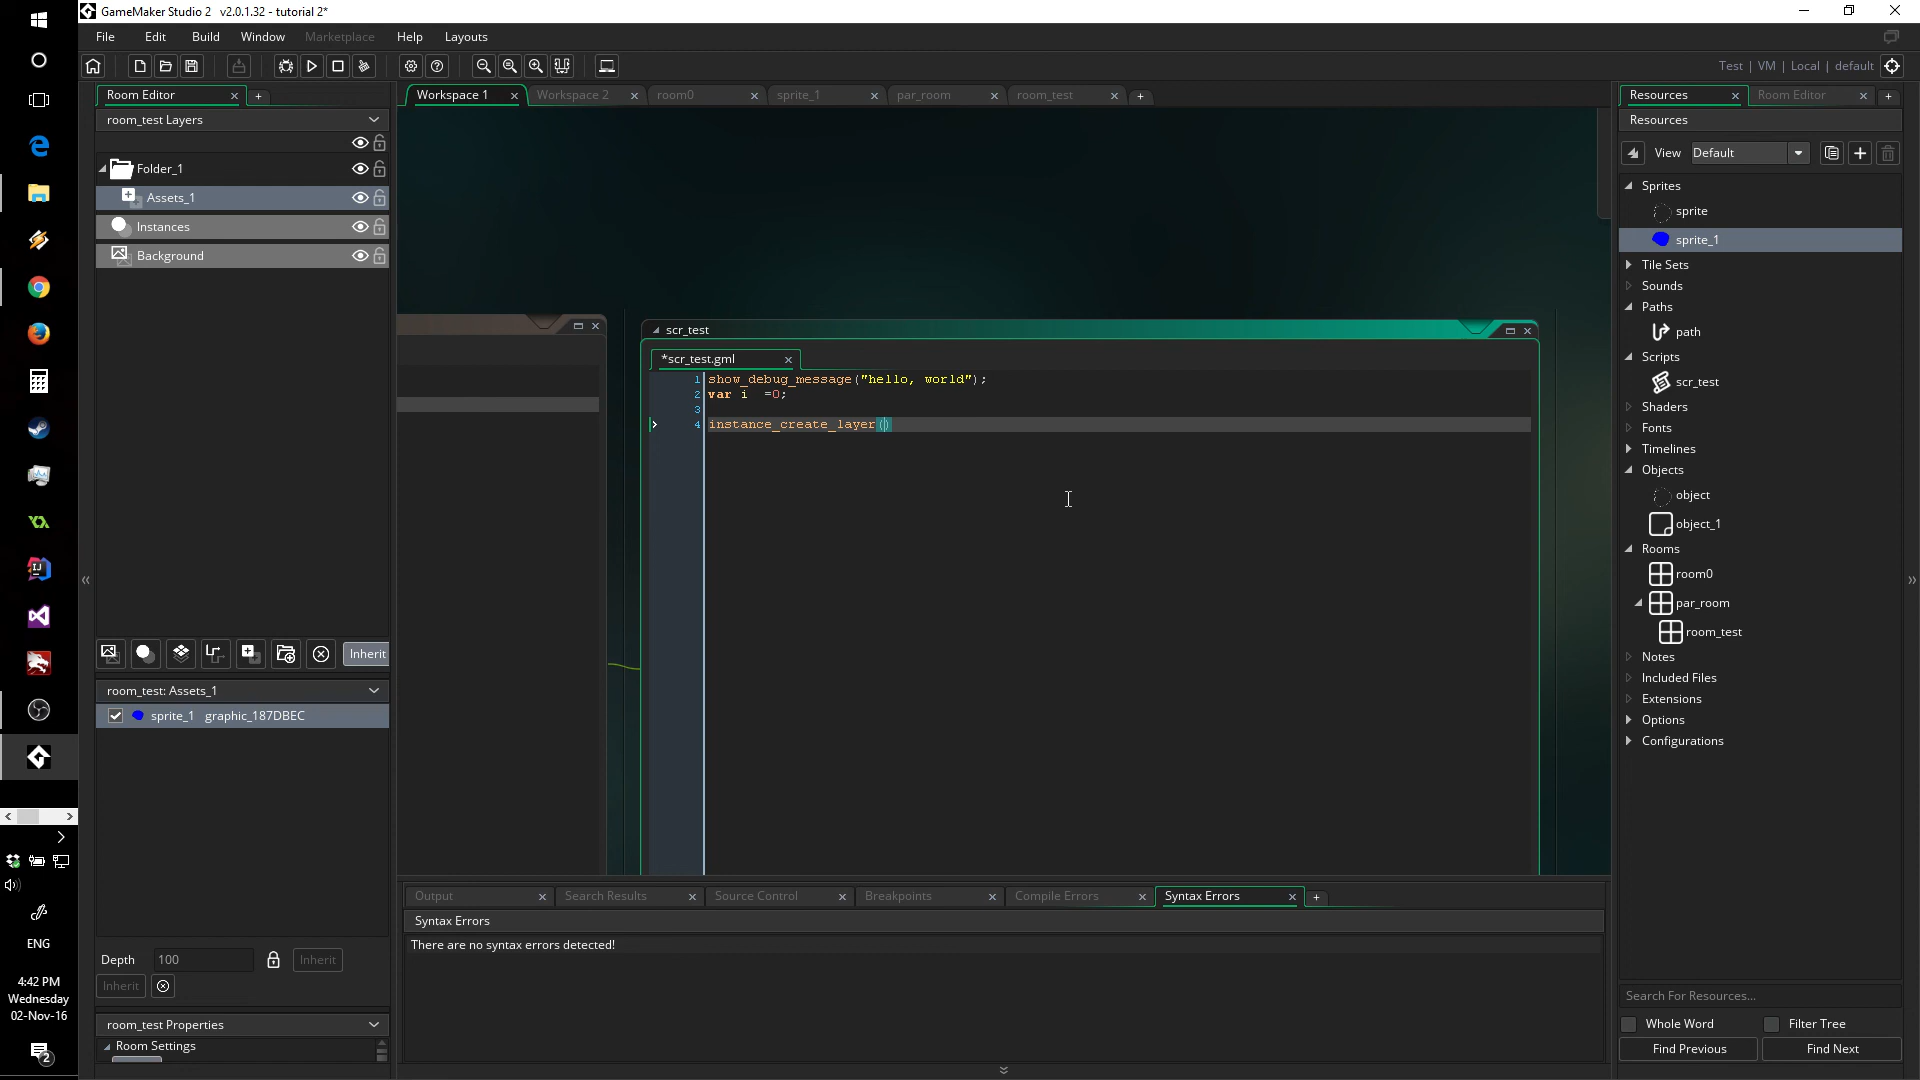 GameMaker Studio 2 v2.0.1.32 - tutorial 2*
File Edit Build Window Marketplace Help Layouts
Test | VM | Local | default
Room Editor
room_test Layers
Folder_1
Assets_1
Instances
Background
Inherit
room_test: Assets_1
sprite_1 graphic_187DBEC
Depth 100 Inherit
Inherit
room_test Properties
Room Settings
Workspace 1 Workspace 2 room0 sprite_1 par_room room_test
scr_test
*scr_test.gml
1 show_debug_message("hello, world");
2 var i =0;
3
4 instance_create_layer()
Output Search Results Source Control Breakpoints Compile Errors Syntax Errors
Syntax Errors
There are no syntax errors detected!
Resources Room Editor
Resources
View Default
Sprites
sprite
sprite_1
Tile Sets
Sounds
Paths
path
Scripts
scr_test
Shaders
Fonts
Timelines
Objects
object
object_1
Rooms
room0
par_room
room_test
Notes
Included Files
Extensions
Options
Configurations
Search For Resources...
Whole Word Filter Tree
Find Previous Find Next
ENG
4:42 PM
Wednesday
02-Nov-16
2